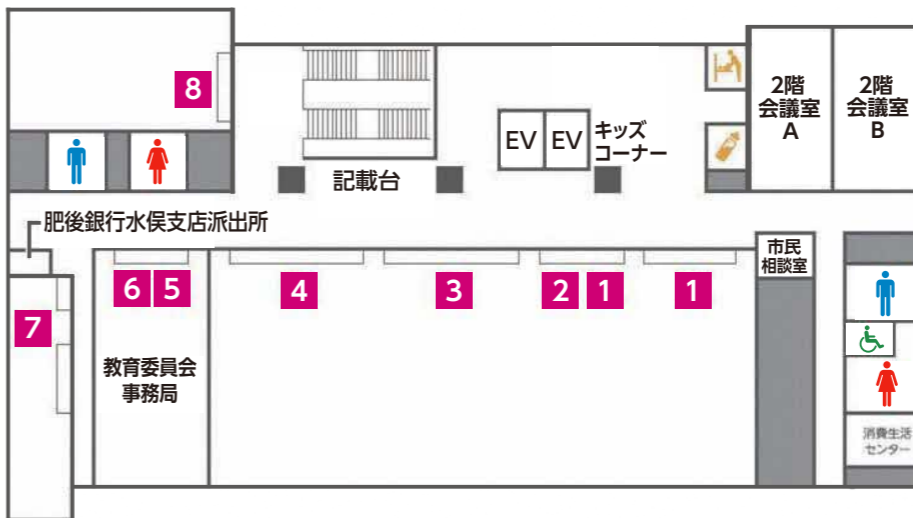 8
2階
会議室
A
2階
会議室
B
EV
EV
キッズ
コーナー
記載台
肥後銀行水俣支店派出所
市民
相談室
6
5
4
3
2
1
1
7
教育委員会
事務局
消費生活
センター